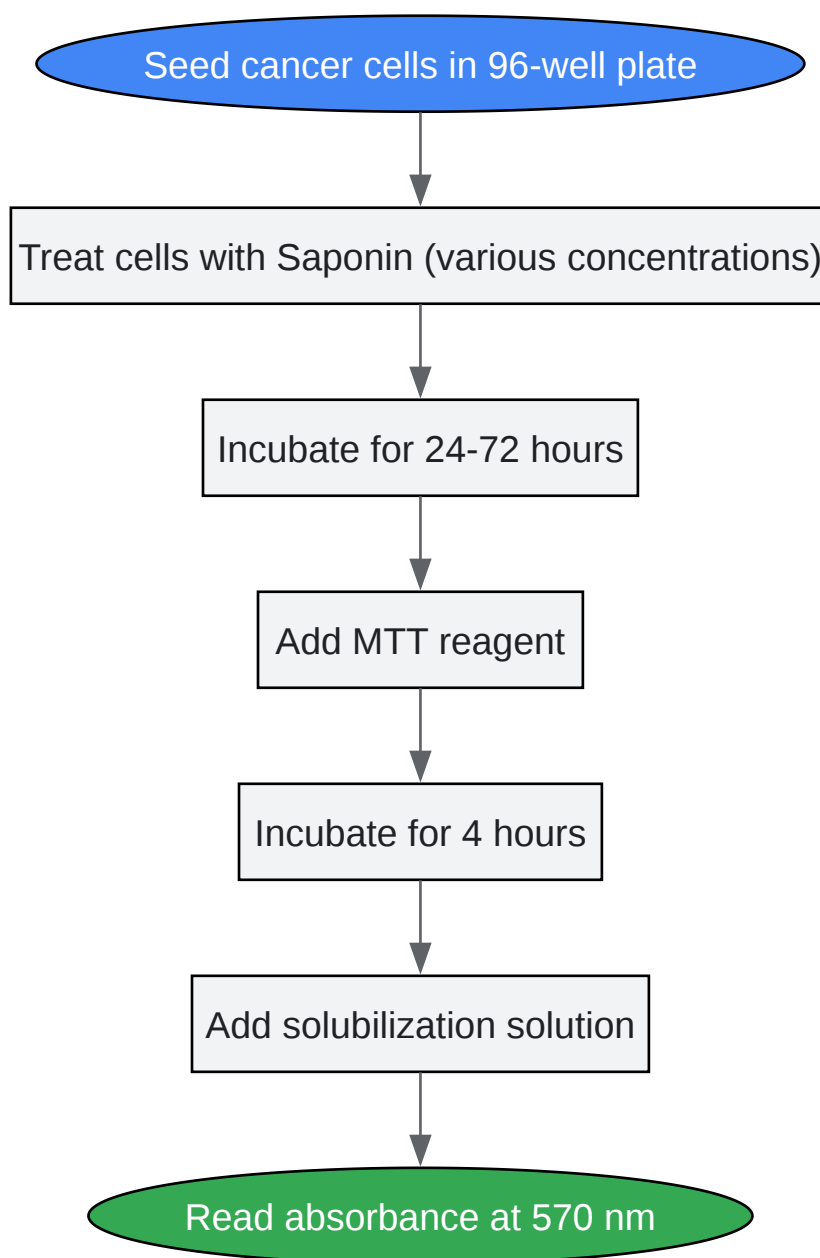 Seed cancer cells in 96-well plate
Treat cells with Saponin (various concentrations)
Incubate for 24-72 hours
Add MTT reagent
Incubate for 4 hours
Add solubilization solution
Read absorbance at 570 nm